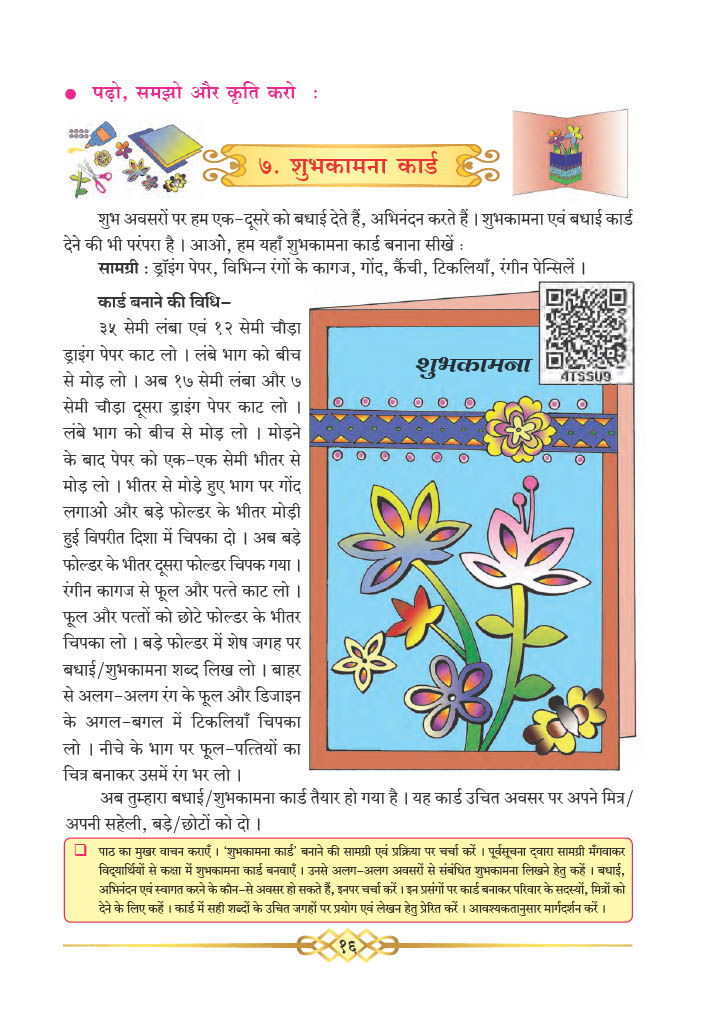 ● पढ़ो, समझो और कृति करो :
७. शुभकामना कार्ड
शुभ अवसरों पर हम एक-दूसरे को बधाई देते हैं, अभिनंदन करते हैं । शुभकामना एवं बधाई कार्ड
देने की भी परंपरा है । आओ, हम यहाँ शुभकामना कार्ड बनाना सीखें :
सामग्री : ड्रॉइंग पेपर, विभिन्न रंगों के कागज, गोंद, कैंची, टिकलियाँ, रंगीन पेन्सिलें ।
कार्ड बनाने की विधि–
३५ सेमी लंबा एवं १२ सेमी चौड़ा
ड्राइंग पेपर काट लो । लंबे भाग को बीच
से मोड़ लो । अब १७ सेमी लंबा और ७
सेमी चौड़ा दूसरा ड्राइंग पेपर काट लो ।
लंबे भाग को बीच से मोड़ लो । मोड़ने
के बाद पेपर को एक-एक सेमी भीतर से
मोड़ लो । भीतर से मोड़े हुए भाग पर गोंद
लगाओ और बड़े फोल्डर के भीतर मोड़ी
हुई विपरीत दिशा में चिपका दो । अब बड़े
फोल्डर के भीतर दूसरा फोल्डर चिपक गया ।
रंगीन कागज से फूल और पत्ते काट लो ।
फूल और पत्तों को छोटे फोल्डर के भीतर
चिपका लो । बड़े फोल्डर में शेष जगह पर
बधाई/शुभकामना शब्द लिख लो । बाहर
से अलग-अलग रंग के फूल और डिजाइन
के अगल-बगल में टिकलियाँ चिपका
लो । नीचे के भाग पर फूल-पत्तियों का
चित्र बनाकर उसमें रंग भर लो ।
शुभकामना
4TSSU9
अब तुम्हारा बधाई/शुभकामना कार्ड तैयार हो गया है । यह कार्ड उचित अवसर पर अपने मित्र/
अपनी सहेली, बड़े/छोटों को दो ।
❑ पाठ का मुखर वाचन कराएँ । ‘शुभकामना कार्ड’ बनाने की सामग्री एवं प्रक्रिया पर चर्चा करें । पूर्वसूचना द्वारा सामग्री मँगवाकर
विद्यार्थियों से कक्षा में शुभकामना कार्ड बनवाएँ । उनसे अलग-अलग अवसरों से संबंधित शुभकामना लिखने हेतु कहें । बधाई,
अभिनंदन एवं स्वागत करने के कौन-से अवसर हो सकते हैं, इनपर चर्चा करें । इन प्रसंगों पर कार्ड बनाकर परिवार के सदस्यों, मित्रों को
देने के लिए कहें । कार्ड में सही शब्दों के उचित जगहों पर प्रयोग एवं लेखन हेतु प्रेरित करें । आवश्यकतानुसार मार्गदर्शन करें ।
१६